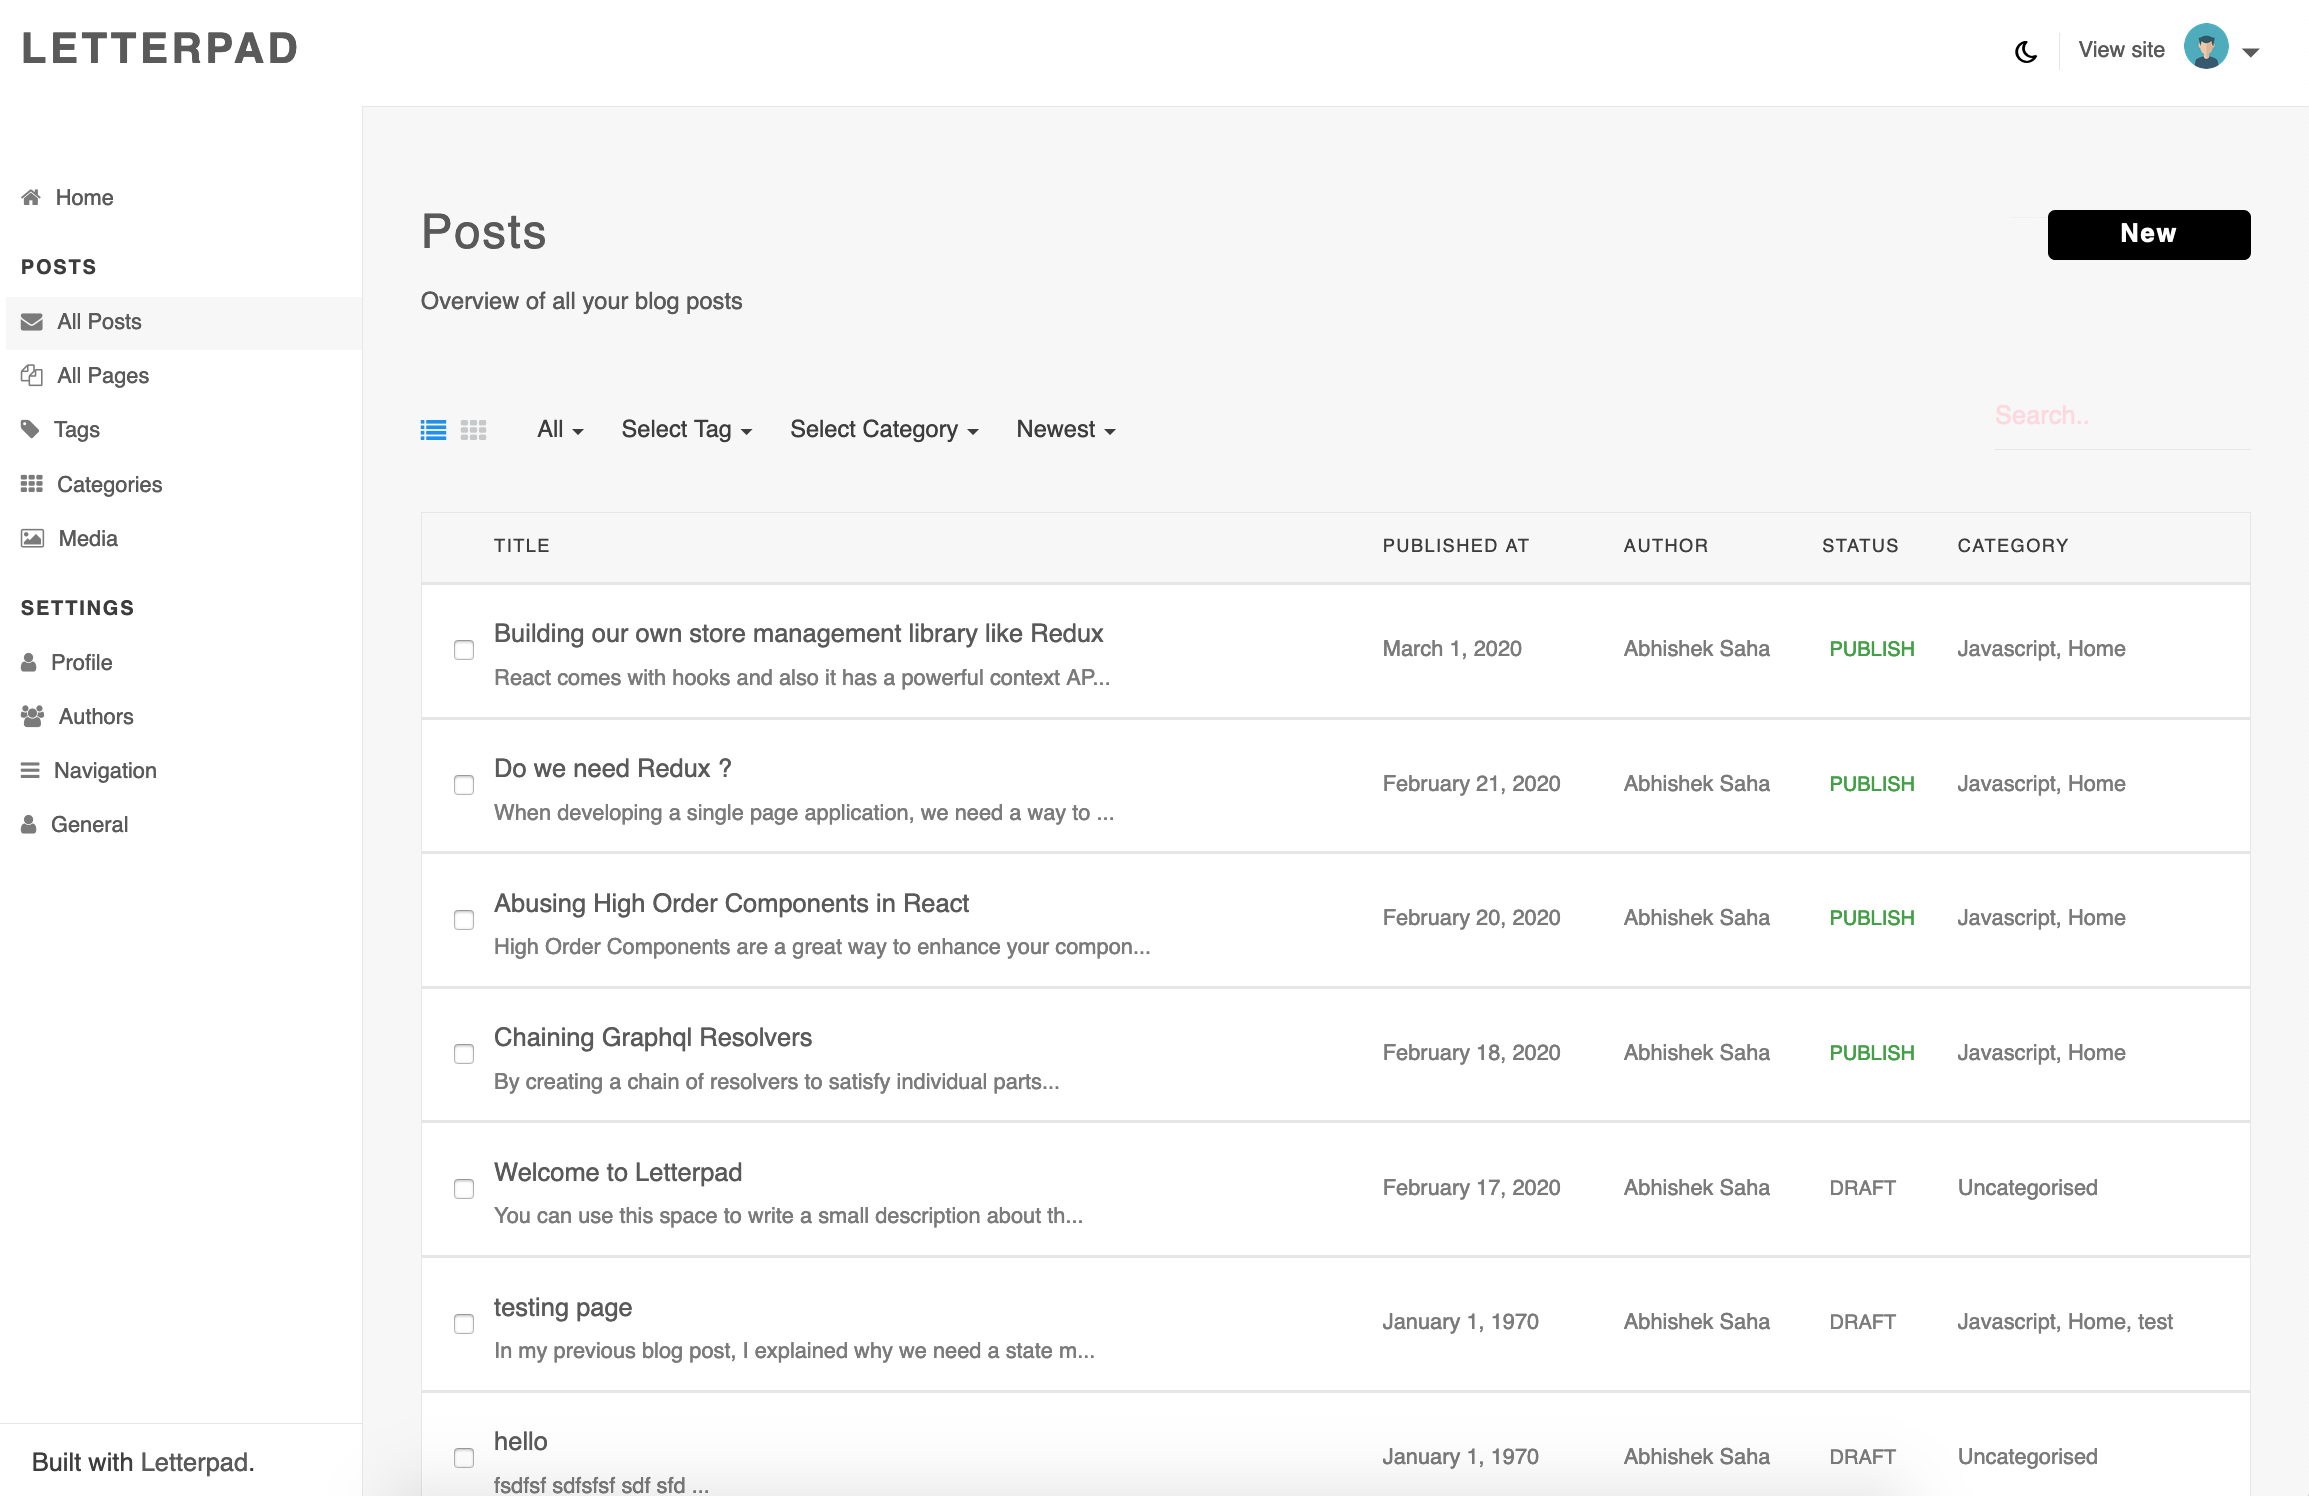 LETTERPAD
View site
Home
POSTS
All Posts
All Pages
Tags
Categories
Media
SETTINGS
Profile
Authors
Navigation
General
Built with Letterpad.
Posts
New
Overview of all your blog posts
All Select Tag Select Category Newest
Search..
TITLE PUBLISHED AT AUTHOR STATUS CATEGORY
Building our own store management library like Redux
React comes with hooks and also it has a powerful context AP...
March 1, 2020 Abhishek Saha PUBLISH Javascript, Home
Do we need Redux ?
When developing a single page application, we need a way to ...
February 21, 2020 Abhishek Saha PUBLISH Javascript, Home
Abusing High Order Components in React
High Order Components are a great way to enhance your compon...
February 20, 2020 Abhishek Saha PUBLISH Javascript, Home
Chaining Graphql Resolvers
By creating a chain of resolvers to satisfy individual parts...
February 18, 2020 Abhishek Saha PUBLISH Javascript, Home
Welcome to Letterpad
You can use this space to write a small description about th...
February 17, 2020 Abhishek Saha DRAFT Uncategorised
testing page
In my previous blog post, I explained why we need a state m...
January 1, 1970 Abhishek Saha DRAFT Javascript, Home, test
hello
fsdfsf sdfsfsf sdf sfd ...
January 1, 1970 Abhishek Saha DRAFT Uncategorised